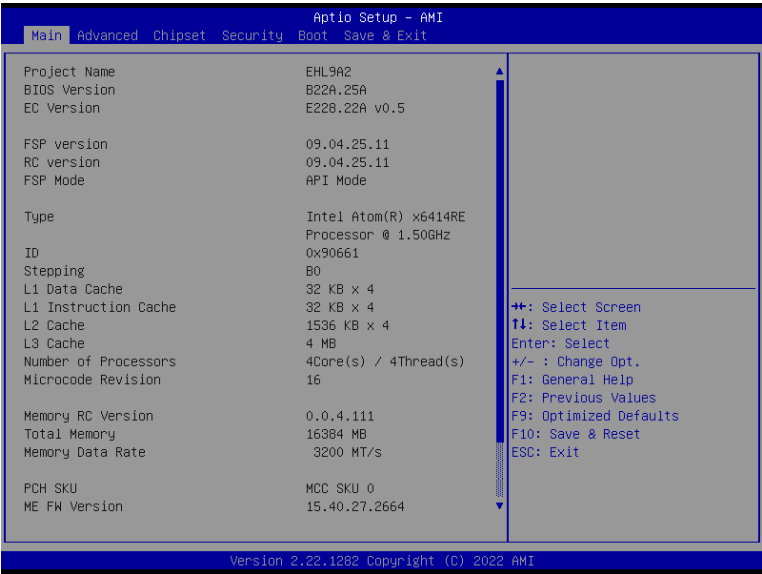 Aptio Setup – AMI
Main Advanced Chipset Security Boot Save & Exit
Project Name EHL9A2
BIOS Version B22A.25A
EC Version E228.22A v0.5
FSP version 09.04.25.11
RC version 09.04.25.11
FSP Mode API Mode
Type Intel Atom(R) x6414RE
Processor @ 1.50GHz
ID 0x90661
Stepping B0
L1 Data Cache 32 KB x 4
L1 Instruction Cache 32 KB x 4
L2 Cache 1536 KB x 4
L3 Cache 4 MB
Number of Processors 4Core(s) / 4Thread(s)
Microcode Revision 16
Memory RC Version 0.0.4.111
Total Memory 16384 MB
Memory Data Rate 3200 MT/s
PCH SKU MCC SKU 0
ME FW Version 15.40.27.2664
→←: Select Screen
↑↓: Select Item
Enter: Select
+/- : Change Opt.
F1: General Help
F2: Previous Values
F9: Optimized Defaults
F10: Save & Reset
ESC: Exit
Version 2.22.1282 Copyright (C) 2022 AMI